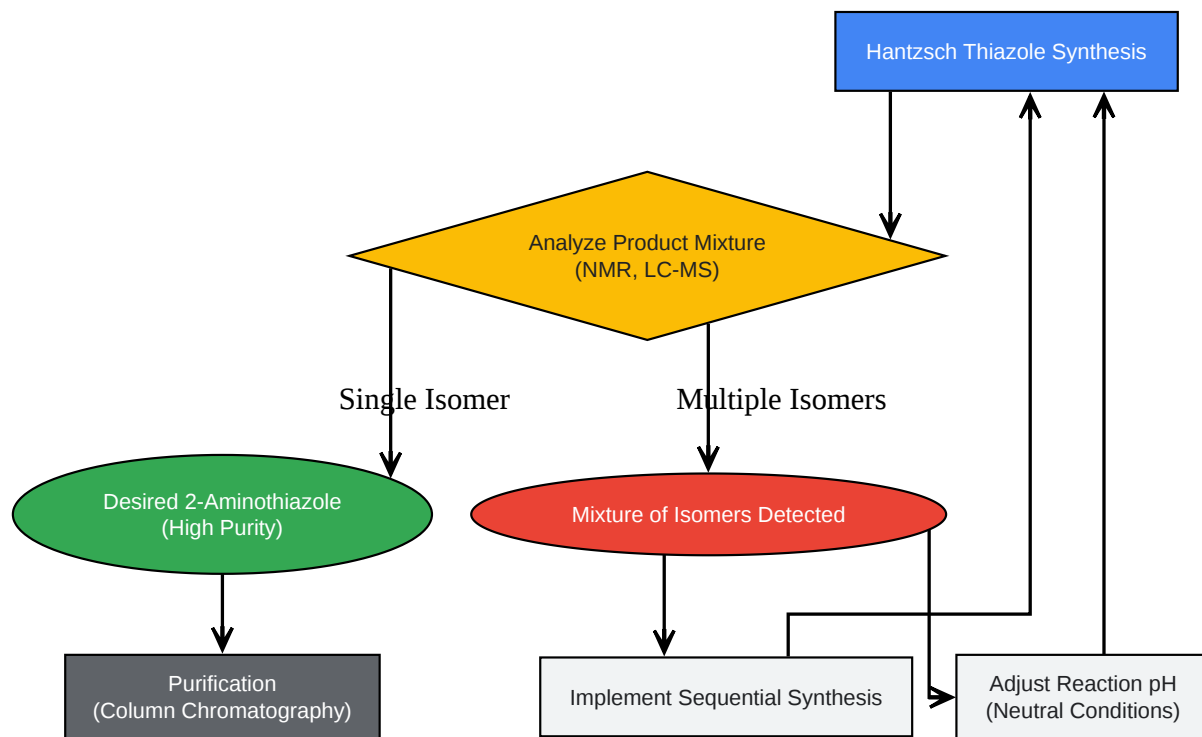 Hantzsch Thiazole Synthesis
Analyze Product Mixture
(NMR, LC-MS)
Single Isomer
Multiple Isomers
Desired 2-Aminothiazole
(High Purity)
Mixture of Isomers Detected
Purification
(Column Chromatography)
Implement Sequential Synthesis
Adjust Reaction pH
(Neutral Conditions)